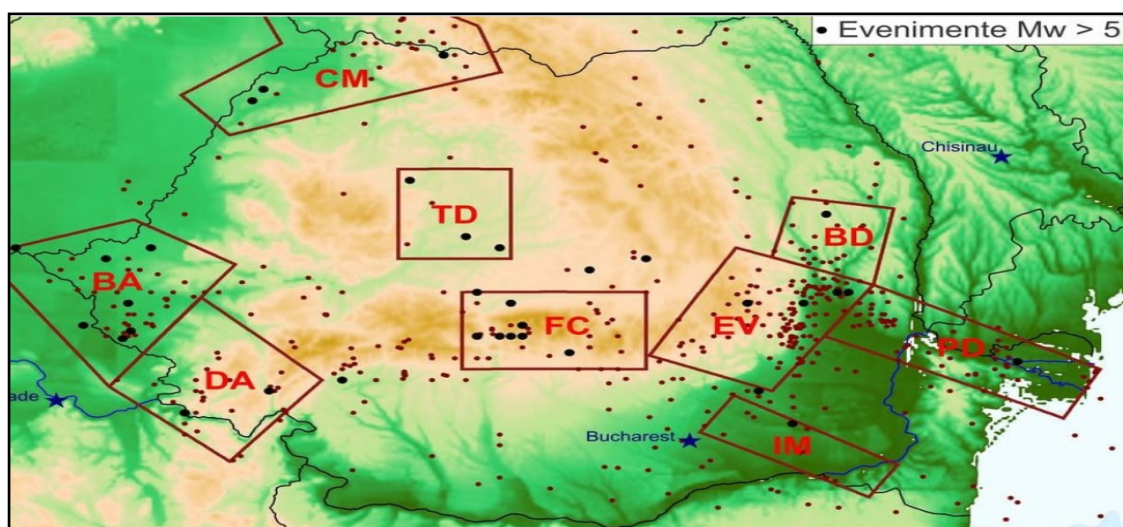 ● Evenimente Mw > 5
CM
Chisinau
TD
BD
BA
FC
EV
PD
DA
ade
Bucharest
IM